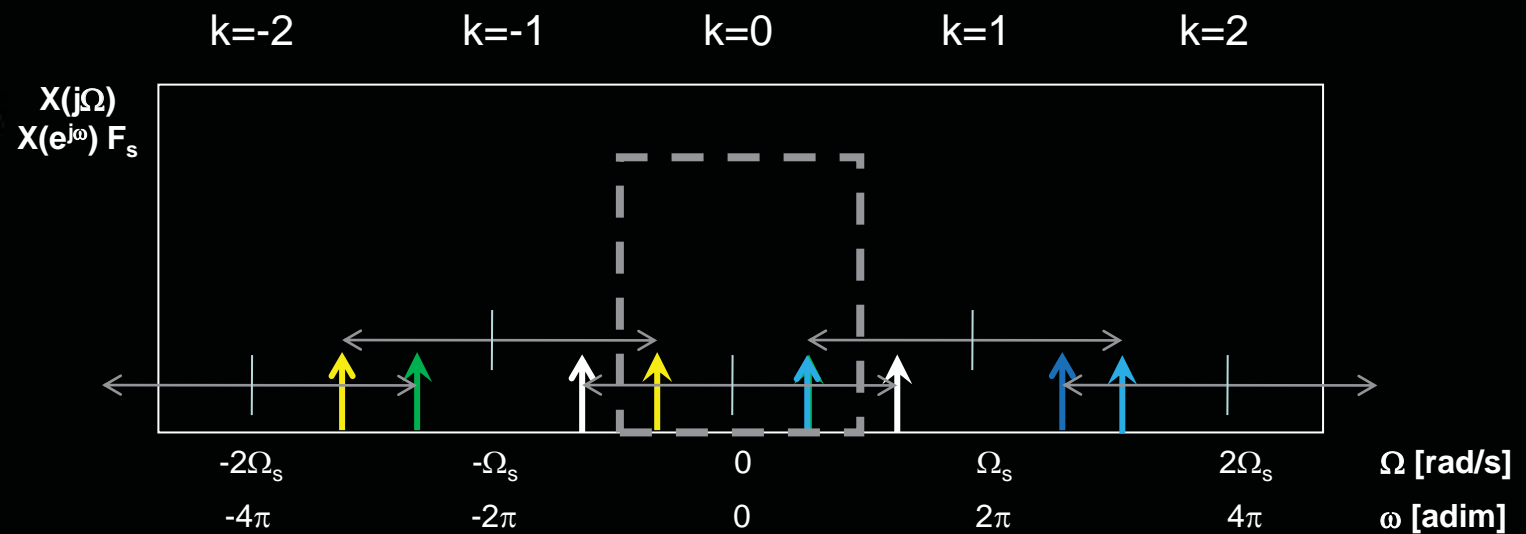 k=-2 k=-1 k=0 k=1 k=2
X(jΩ)
X(e^jω) F_s
-2Ω_s -Ω_s 0 Ω_s 2Ω_s Ω [rad/s]
-4π -2π 0 2π 4π ω [adim]